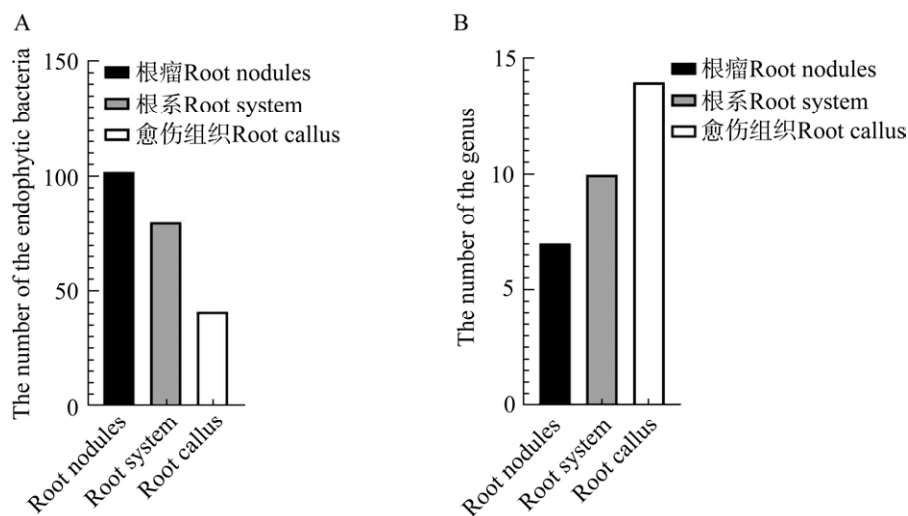 A
The number of the endophytic bacteria
150
100
50
0
根瘤Root nodules
根系Root system
愈伤组织Root callus
Root nodules
Root system
Root callus
B
The number of the genus
15
10
5
0
根瘤Root nodules
根系Root system
愈伤组织Root callus
Root nodules
Root system
Root callus